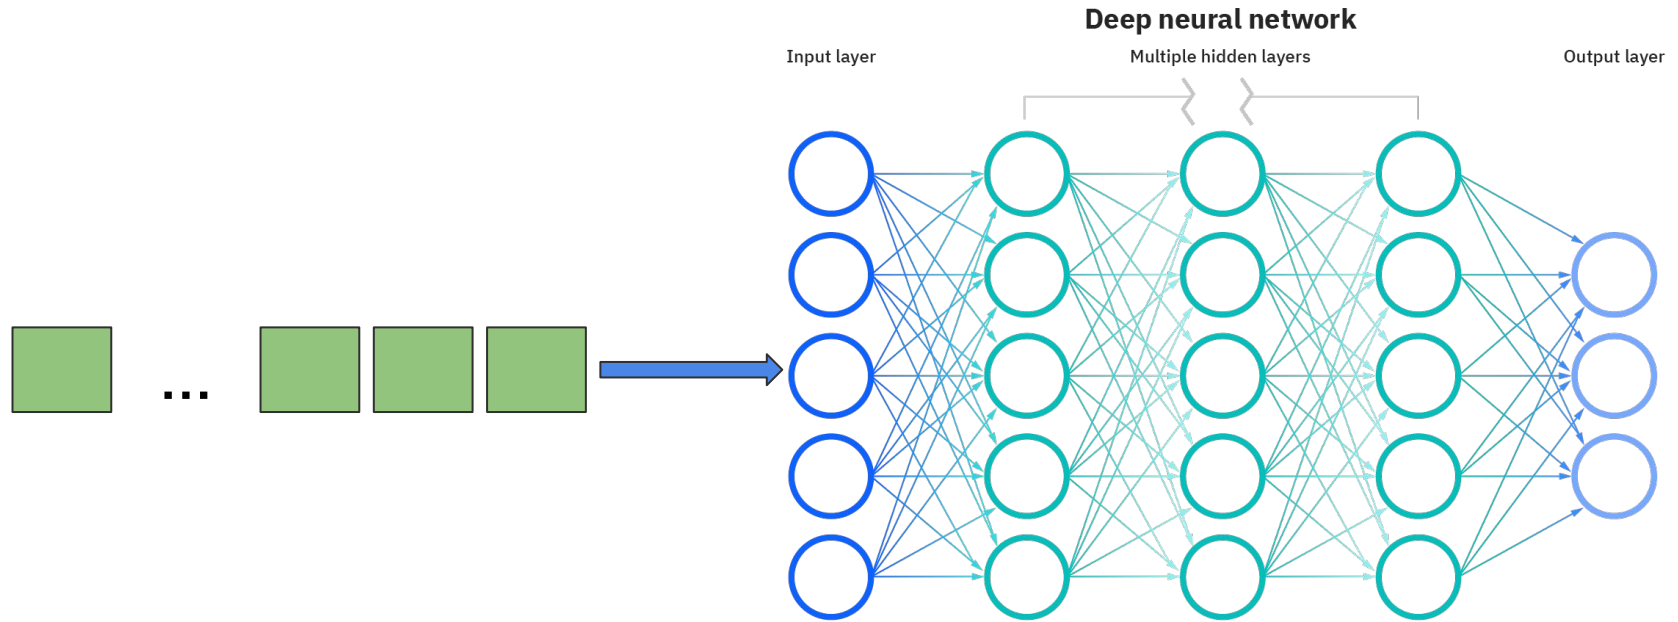 Deep neural network
Input layer
Multiple hidden layers
Output layer
...